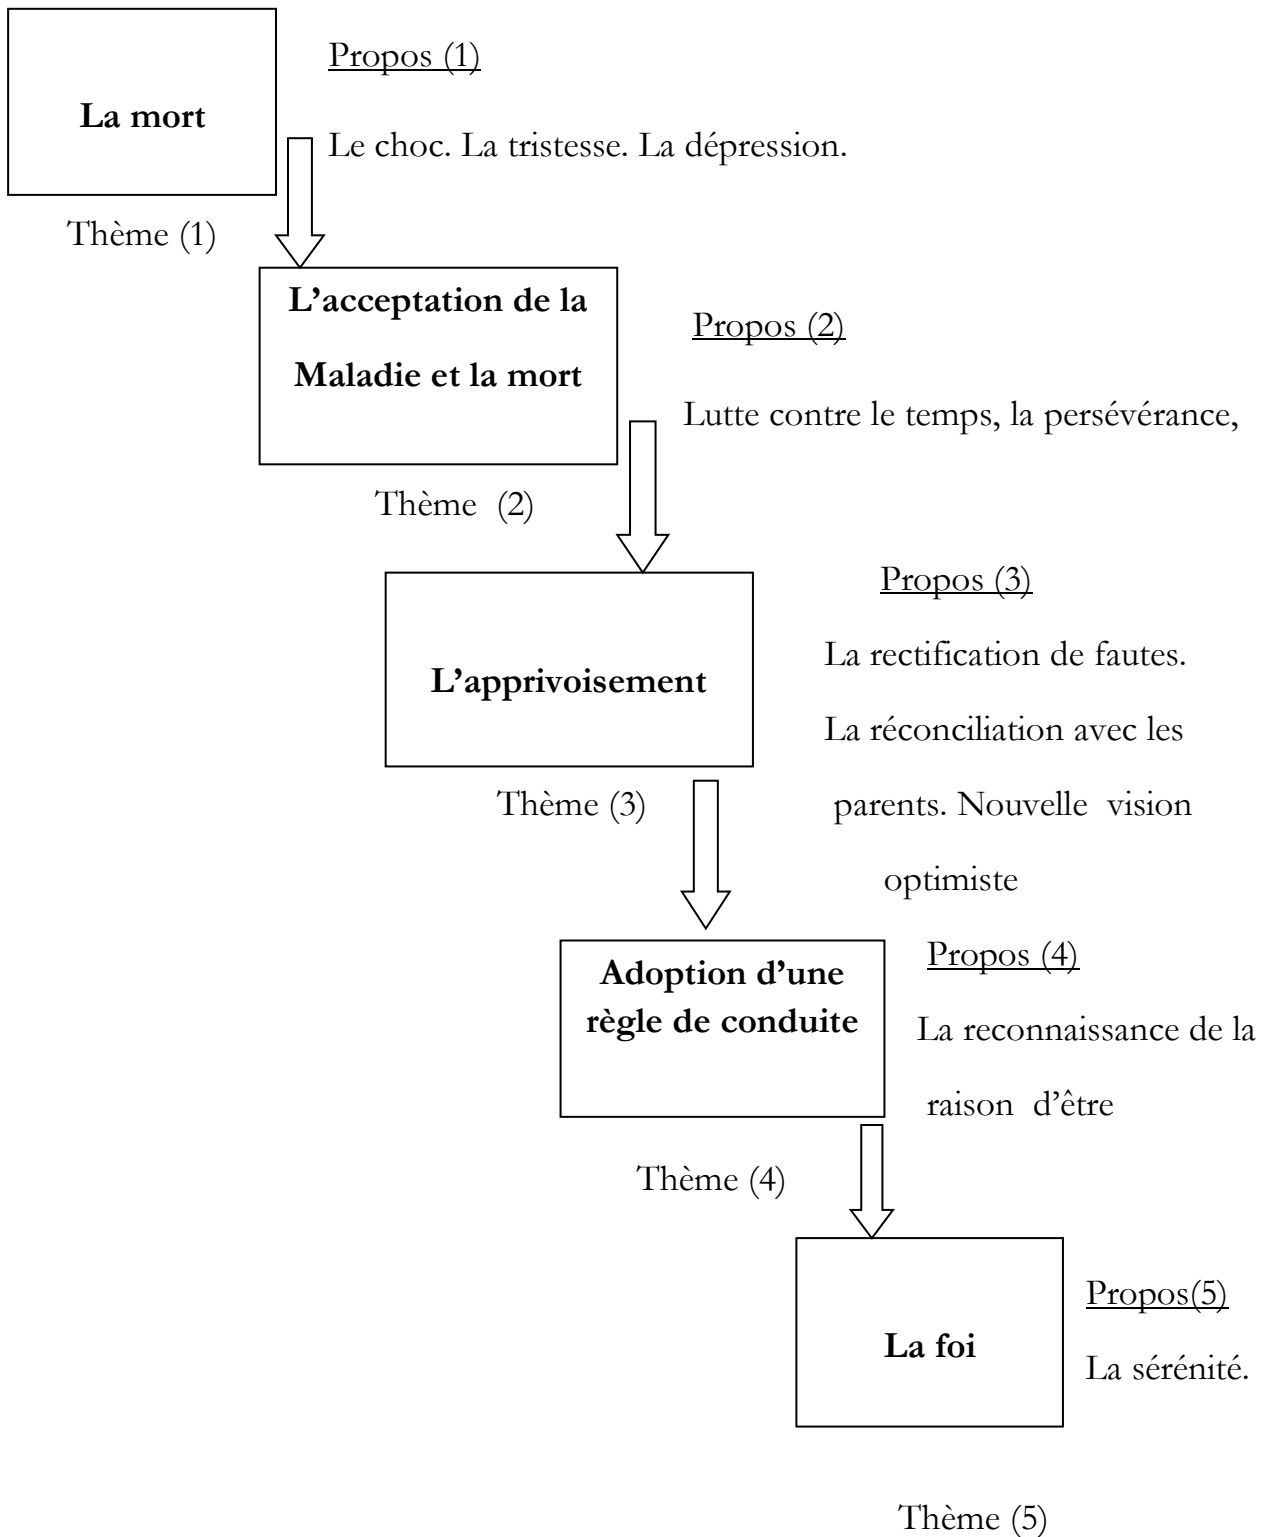 Propos (1)
La mort
Le choc. La tristesse. La dépression.
Thème (1)
L’acceptation de la
Maladie et la mort
Propos (2)
Lutte contre le temps, la persévérance,
Thème  (2)
L’apprivoisement
Propos (3)
La rectification de fautes.
La réconciliation avec les
parents. Nouvelle  vision
optimiste
Thème (3)
Adoption d’une
règle de conduite
Propos (4)
La reconnaissance de la
raison  d’être
Thème (4)
La foi
Propos(5)
La sérénité.
Thème (5)